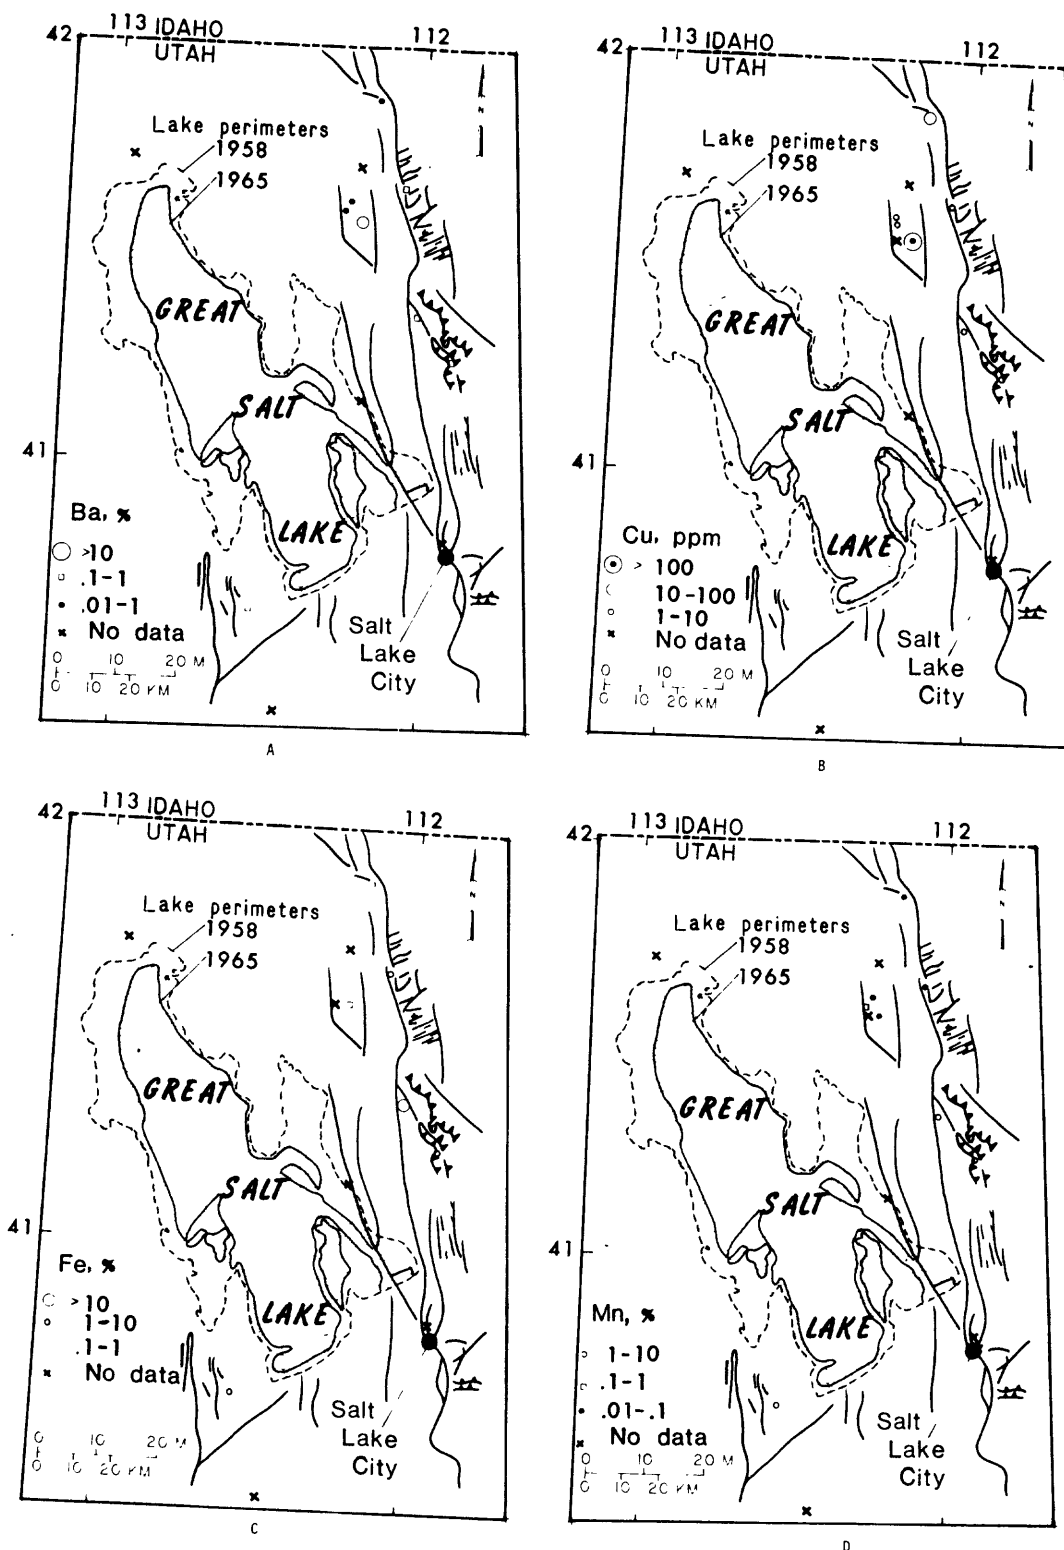 113 IDAHO 112
42
UTAH
Lake perimeters
1958
1965
GREAT
SALT
41
LAKE
Ba, %
>10
.1-1
.01-1
No data
0 10 20 M
0 10 20 KM
Salt
Lake
City
A
113 IDAHO 112
42
UTAH
Lake perimeters
1958
1965
GREAT
SALT
41
LAKE
Cu, ppm
> 100
10-100
1-10
No data
0 10 20 M
0 10 20 KM
Salt
Lake
City
B
113 IDAHO 112
42
UTAH
Lake perimeters
1958
1965
GREAT
SALT
41
LAKE
Fe, %
>10
1-10
.1-1
No data
0 10 20 M
0 10 20 KM
Salt
Lake
City
C
113 IDAHO 112
42
UTAH
Lake perimeters
1958
1965
GREAT
SALT
41
LAKE
Mn, %
1-10
.1-1
.01-.1
No data
0 10 20 M
0 10 20 KM
Salt
Lake
City
D